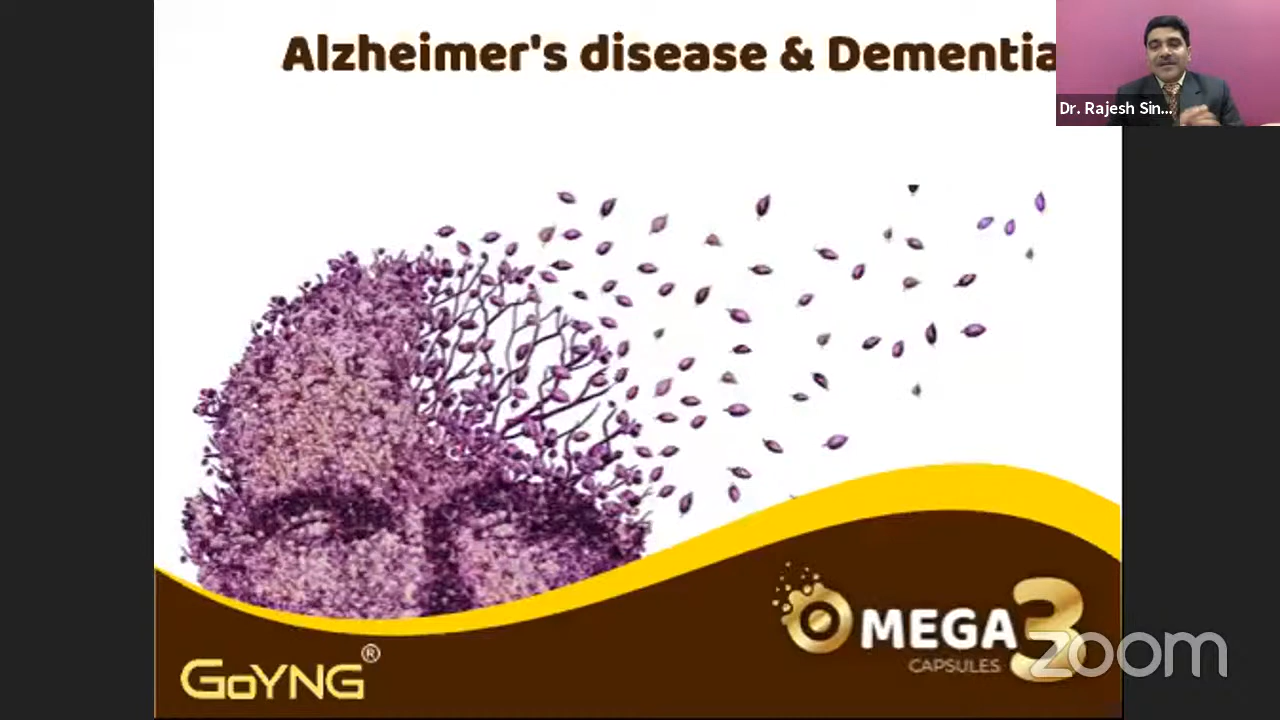 Alzheimer's disease & Dementia
Dr. Rajesh Sin...
OMEGA 3
CAPSULES
zoom
GOYNG®